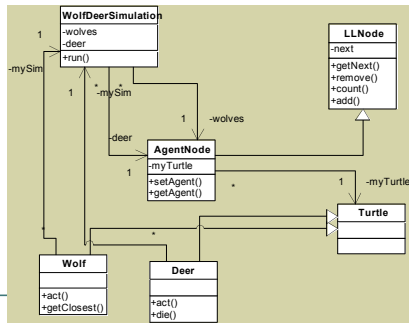 WolfDeerSimulation
-wolves
-deer
+run()
LLNode
-next
+getNext()
+remove()
+count()
+add()
1
-mySim
1
*
-mySim
*
-deer
1
1
-wolves
AgentNode
-myTurtle
+setAgent()
+getAgent()
*
1
-myTurtle
Turtle
*
*
Wolf
+act()
+getClosest()
Deer
+act()
+die()